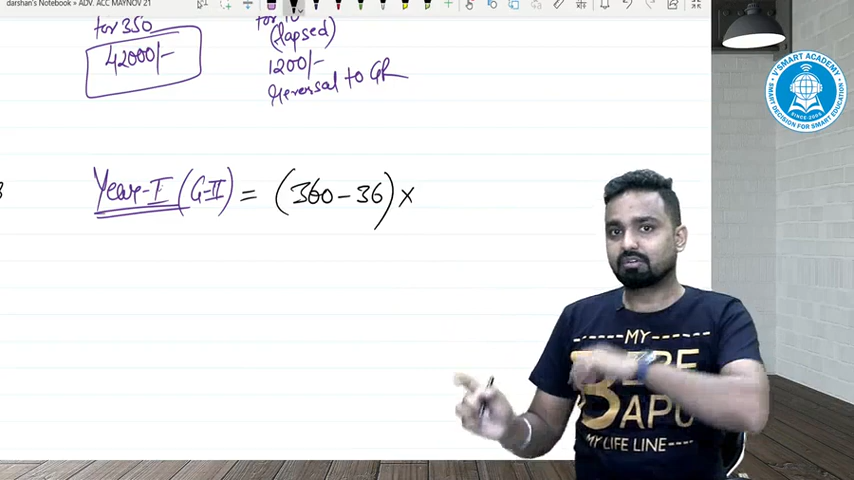 darshan's Notebook » ADV. ACC MAYNOV 21
for 350
42000/-
for 10
(lapsed)
1200/-
Reversal to GR
Year-I (G-II) = (360-36) ×
V'SMART ACADEMY
SINCE-2005
SMART DECISION FOR SMART EDUCATION
MY
BAPU
MY LIFE LINE----